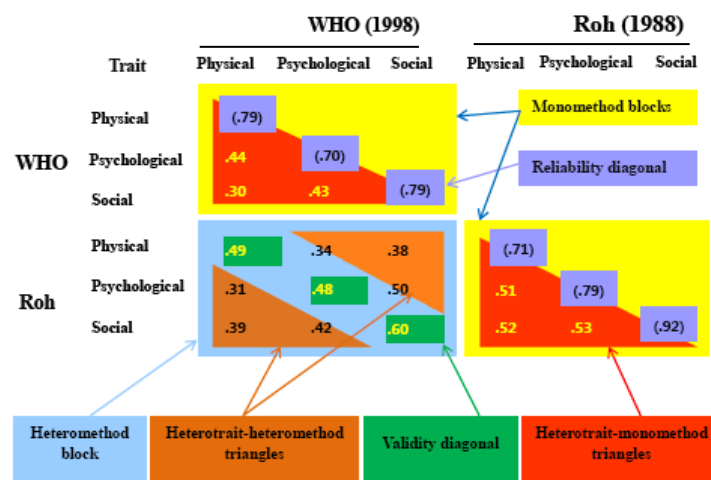 WHO (1998) Roh (1988)
Trait Physical Psychological Social Physical Psychological Social
Physical (.79) Monomethod blocks
WHO Psychological .44 (.70) Reliability diagonal
Social .30 .43 (.79)
Physical .49 .34 .38 (.71)
Roh Psychological .31 .48 .50 .51 (.79)
Social .39 .42 .60 .52 .53 (.92)
Heteromethod block
Heterotrait-heteromethod triangles
Validity diagonal
Heterotrait-monomethod triangles